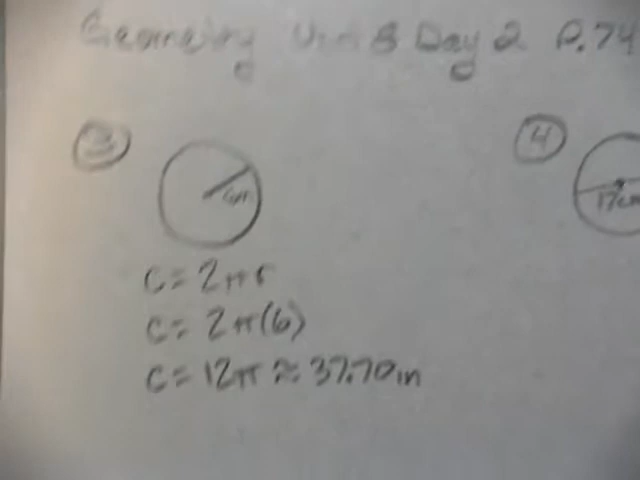 Geometry Unit 8 Day 2 P.74
3
4
6in
17cm
C = 2πr
C = 2π(6)
C = 12π ≈ 37.70in